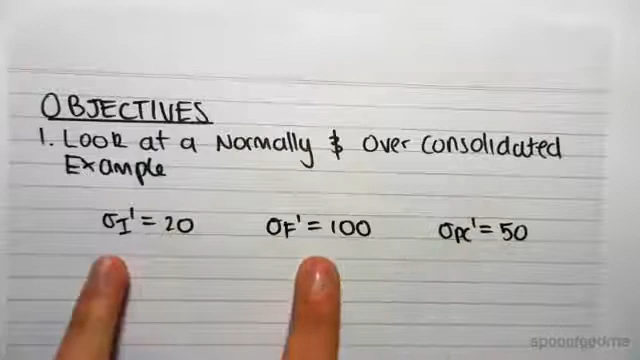 OBJECTIVES
1. Look at a Normally & Over Consolidated
Example
σI' = 20 σF' = 100 σPC' = 50
spoonfeedme